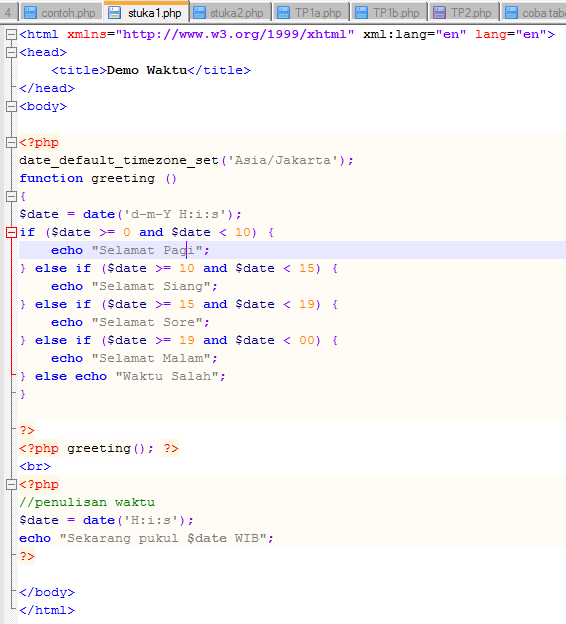 4 contoh.php stuka1.php stuka2.php TP1a.php TP1b.php TP2.php coba tabe
<html xmlns="http://www.w3.org/1999/xhtml" xml:lang="en" lang="en">
<head>
<title>Demo Waktu</title>
</head>
<body>
<?php
date_default_timezone_set('Asia/Jakarta');
function greeting ()
{
$date = date('d-m-Y H:i:s');
if ($date >= 0 and $date < 10) {
echo "Selamat Pagi";
} else if ($date >= 10 and $date < 15) {
echo "Selamat Siang";
} else if ($date >= 15 and $date < 19) {
echo "Selamat Sore";
} else if ($date >= 19 and $date < 00) {
echo "Selamat Malam";
} else echo "Waktu Salah";
}
?>
<?php greeting(); ?>
<br>
<?php
//penulisan waktu
$date = date('H:i:s');
echo "Sekarang pukul $date WIB";
?>
</body>
</html>